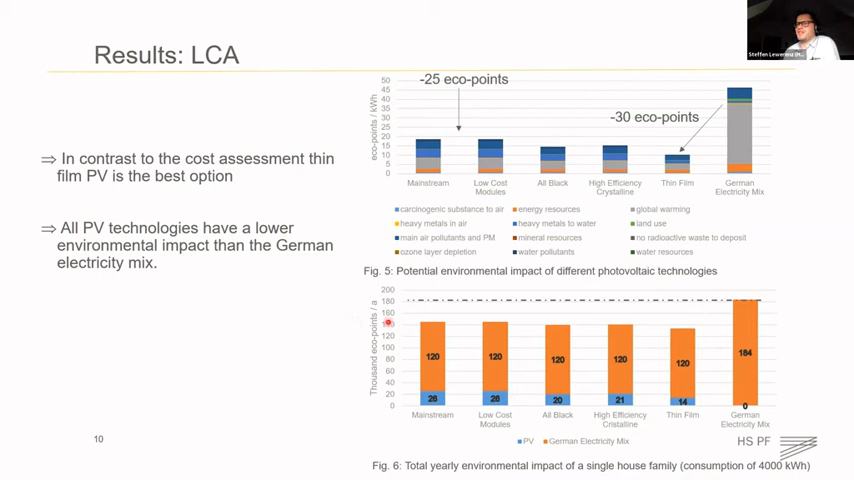 Results: LCA
Steffen Lewerenz
⇒ In contrast to the cost assessment thin
film PV is the best option
⇒ All PV technologies have a lower
environmental impact than the German
electricity mix.
-25 eco-points
-30 eco-points
eco-points / kWh
50
45
40
35
30
25
20
15
10
5
0
Mainstream
Low Cost
Modules
All Black
High Efficiency
Crystalline
Thin Film
German
Electricity Mix
carcinogenic substance to air
energy resources
global warming
heavy metals in air
heavy metals to water
land use
main air pollutants and PM
mineral resources
no radioactive waste to deposit
ozone layer depletion
water pollutants
water resources
Fig. 5: Potential environmental impact of different photovoltaic technologies
Thousand eco-points / a
200
180
160
140
120
100
80
60
40
20
0
120
120
120
120
120
184
26
26
20
21
14
0
Mainstream
Low Cost
Modules
All Black
High Efficiency
Cristalline
Thin Film
German
Electricity Mix
PV
German Electricity Mix
10
HS PF
Fig. 6: Total yearly environmental impact of a single house family (consumption of 4000 kWh)